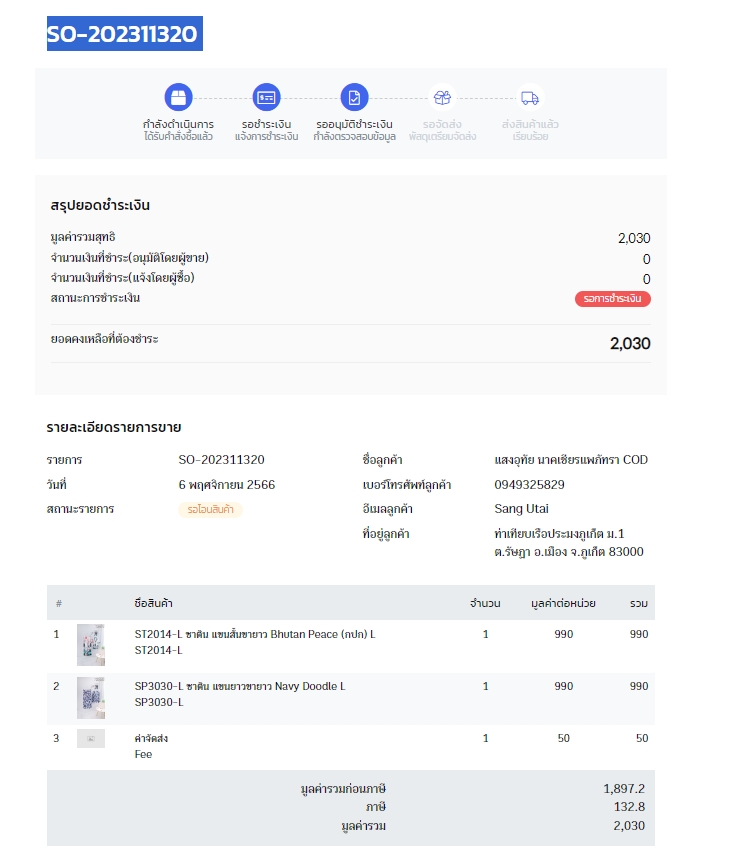 SO-202311320
กำลังดำเนินการ
ได้รับคำสั่งซื้อแล้ว
รอชำระเงิน
แจ้งการชำระเงิน
รออนุมัติชำระเงิน
กำลังตรวจสอบข้อมูล
รอจัดส่ง
พัสดุเตรียมจัดส่ง
ส่งสินค้าแล้ว
เรียบร้อย
สรุปยอดชำระเงิน
มูลค่ารวมสุทธิ 2,030
จำนวนเงินที่ชำระ(อนุมัติโดยผู้ขาย) 0
จำนวนเงินที่ชำระ(แจ้งโดยผู้ซื้อ) 0
สถานะการชำระเงิน รอการชำระเงิน
ยอดคงเหลือที่ต้องชำระ 2,030
รายละเอียดรายการขาย
รายการ SO-202311320 ชื่อลูกค้า แสงอุทัย นาคเชียรแพภัทรา COD
วันที่ 6 พฤศจิกายน 2566 เบอร์โทรศัพท์ลูกค้า 0949325829
สถานะรายการ รอโอนสินค้า อีเมลลูกค้า Sang Utai
ที่อยู่ลูกค้า ท่าเทียบเรือประมงภูเก็ต ม.1
ต.รัษฎา อ.เมือง จ.ภูเก็ต 83000
# ชื่อสินค้า จำนวน มูลค่าต่อหน่วย รวม
1 ST2014-L ซาติน แขนสั้นขายาว Bhutan Peace (กปก) L 1 990 990
ST2014-L
2 SP3030-L ซาติน แขนยาวขายาว Navy Doodle L 1 990 990
SP3030-L
3 ค่าจัดส่ง 1 50 50
Fee
มูลค่ารวมก่อนภาษี 1,897.2
ภาษี 132.8
มูลค่ารวม 2,030